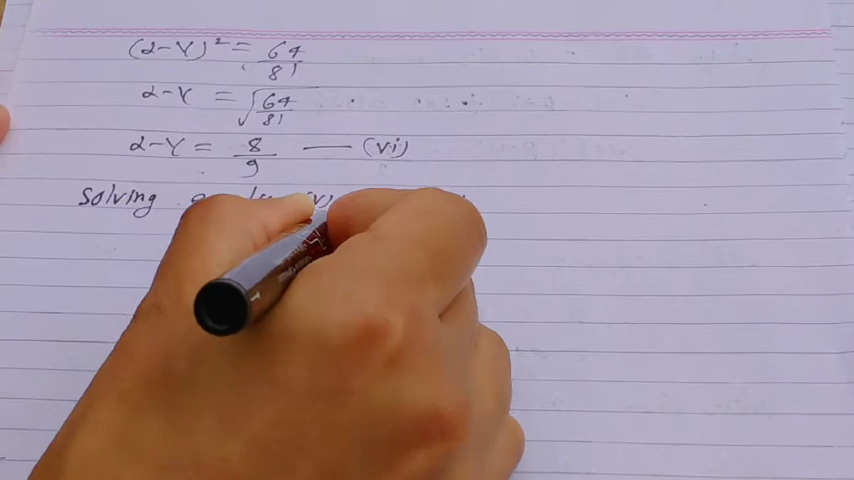 (α-γ)² = 64/81
α-γ = √64/81
α-γ = 8/9 —— (vi)
Solving (v)